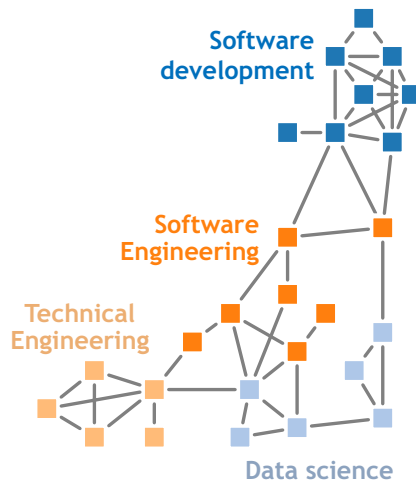 Software
development
Software
Engineering
Technical
Engineering
Data science